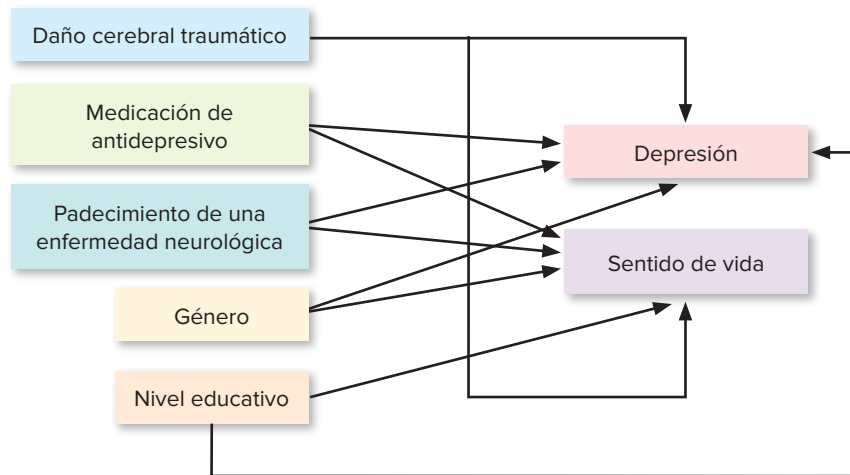 Daño cerebral traumático
Medicación de
antidepresivo
Depresión
Padecimiento de una
enfermedad neurológica
Sentido de vida
Género
Nivel educativo